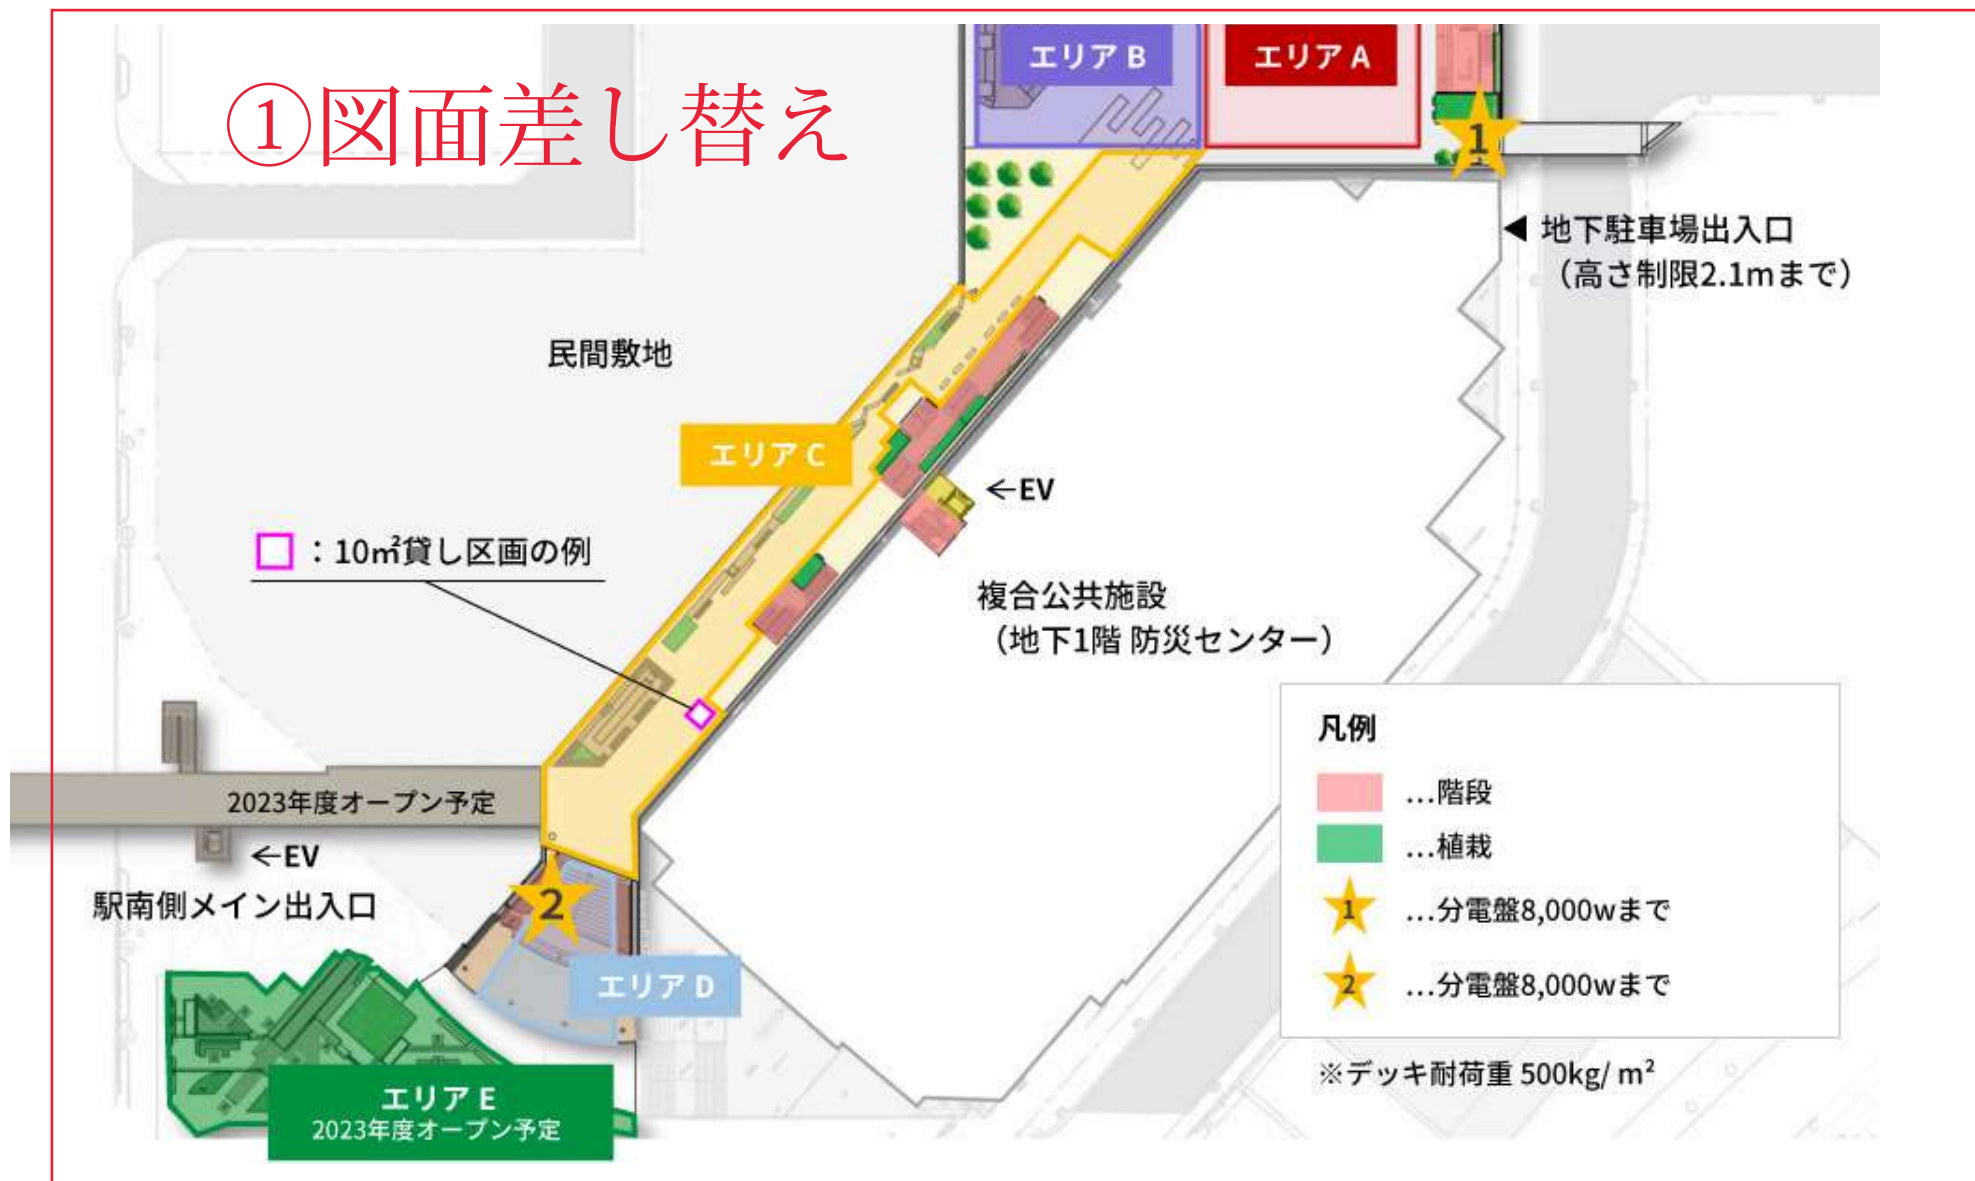 エリア B
エリア A
①図面差し替え
1
地下駐車場出入口
（高さ制限2.1mまで）
民間敷地
エリア C
←EV
：10㎡貸し区画の例
複合公共施設
（地下1階 防災センター）
2023年度オープン予定
←EV
駅南側メイン出入口
2
エリア D
エリア E
2023年度オープン予定
凡例
…階段
…植栽
1 …分電盤8,000wまで
2 …分電盤8,000wまで
※デッキ耐荷重 500kg/ m²